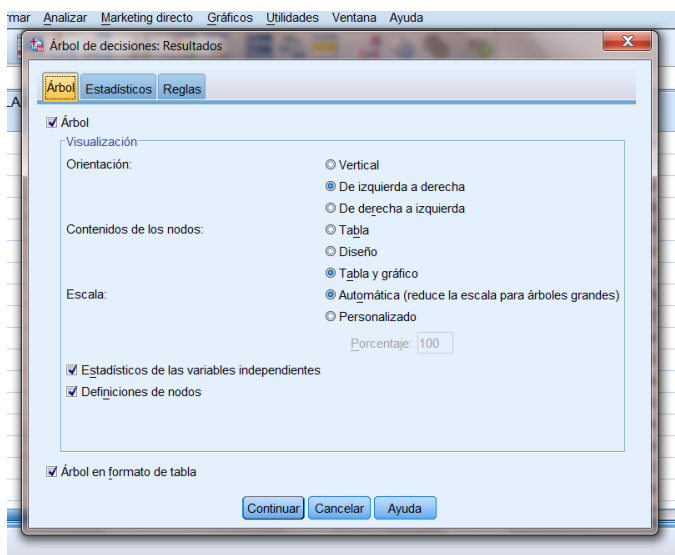 rmar Analizar Marketing directo Gráficos Utilidades Ventana Ayuda
Árbol de decisiones: Resultados
Árbol Estadísticos Reglas
LA
Árbol
Visualización
Orientación:
Vertical
De izquierda a derecha
De derecha a izquierda
Contenidos de los nodos:
Tabla
Diseño
Tabla y gráfico
Escala:
Automática (reduce la escala para árboles grandes)
Personalizado
Porcentaje: 100
Estadísticos de las variables independientes
Definiciones de nodos
Árbol en formato de tabla
Continuar Cancelar Ayuda